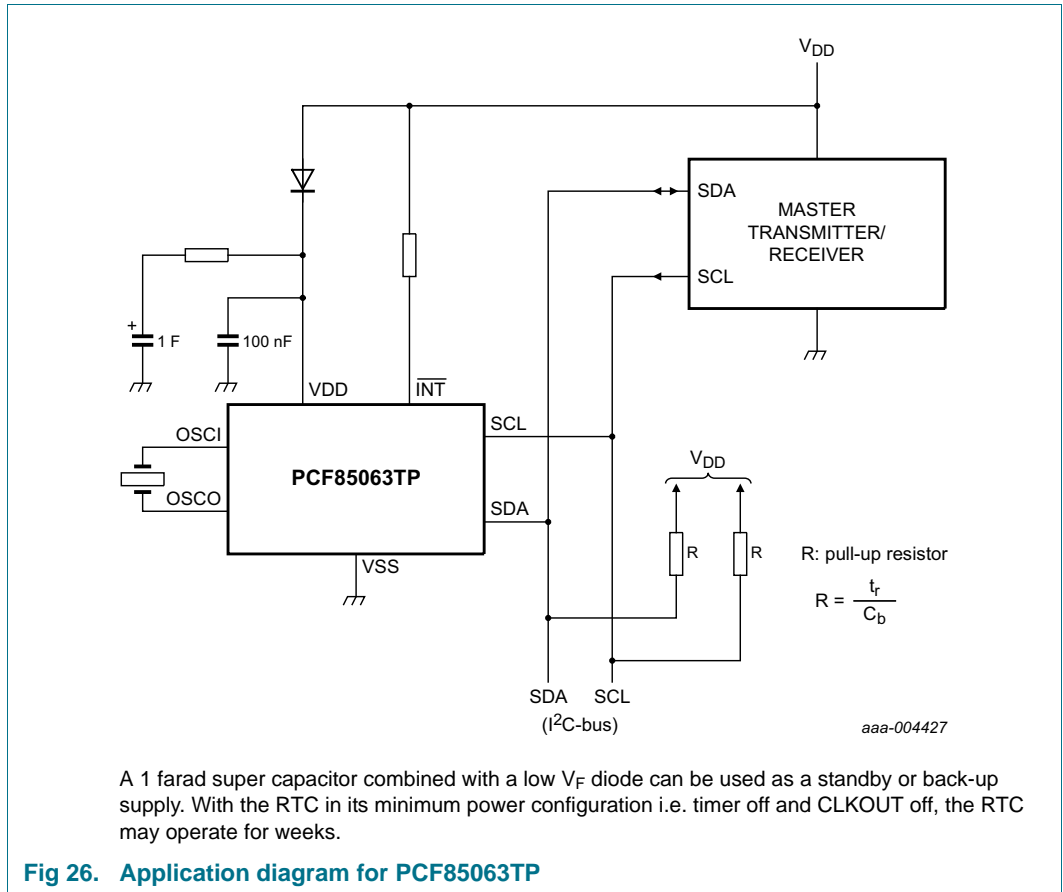 VDD
SDA
MASTER
TRANSMITTER/
RECEIVER
SCL
+
1 F
100 nF
VDD
INT
OSCI
SCL
PCF85063TP
VDD
OSCO
SDA
R
R
R: pull-up resistor
R = tr / Cb
VSS
SDA SCL
(I2C-bus)
aaa-004427
A 1 farad super capacitor combined with a low VF diode can be used as a standby or back-up
supply. With the RTC in its minimum power configuration i.e. timer off and CLKOUT off, the RTC
may operate for weeks.
Fig 26. Application diagram for PCF85063TP